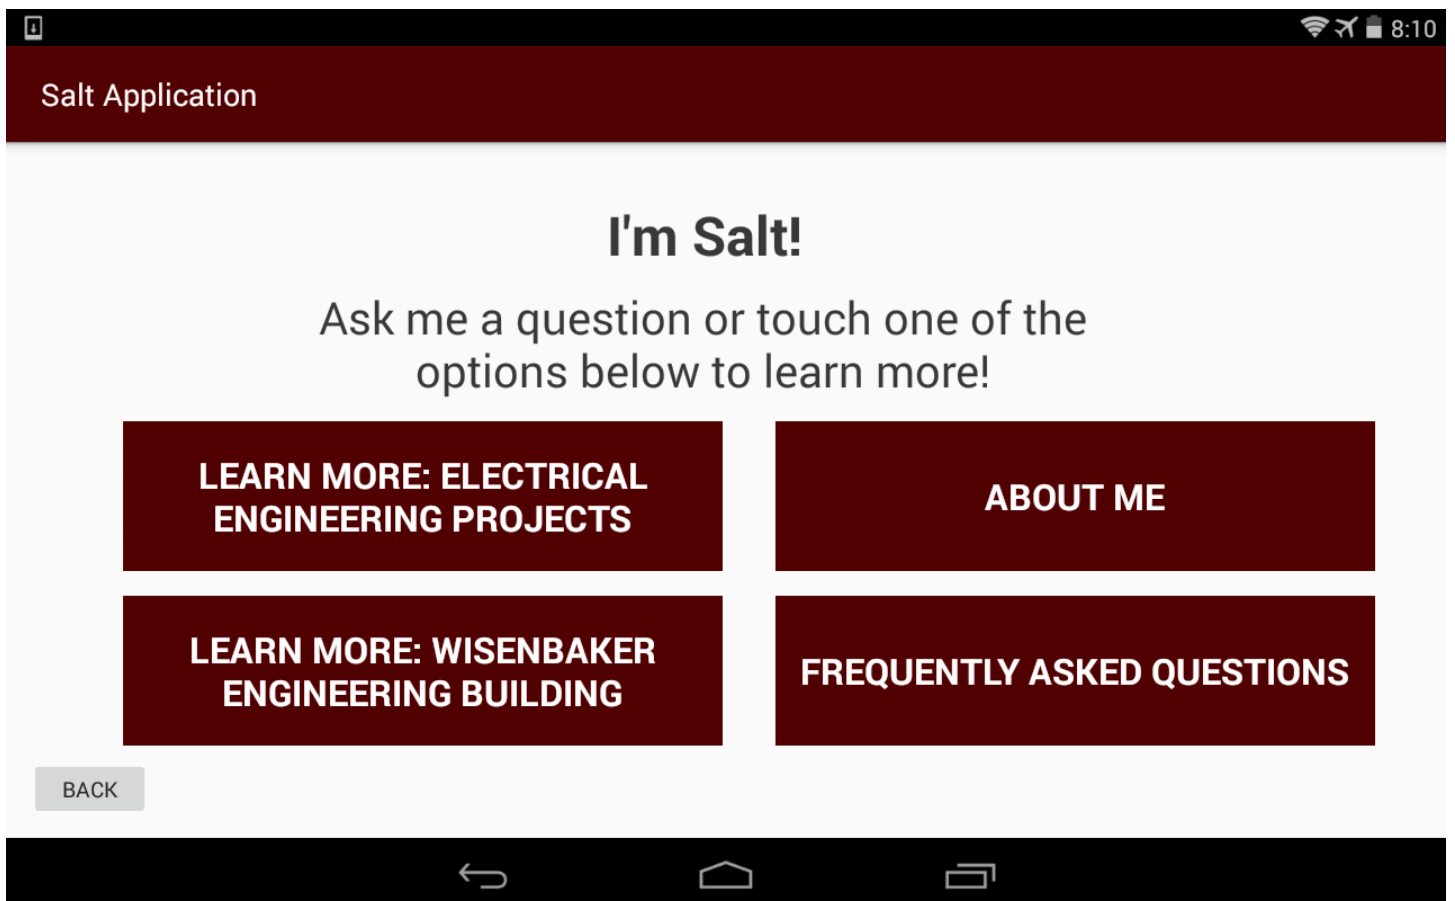 8:10
Salt Application
I'm Salt!
Ask me a question or touch one of the
options below to learn more!
LEARN MORE: ELECTRICAL
ENGINEERING PROJECTS
ABOUT ME
LEARN MORE: WISENBAKER
ENGINEERING BUILDING
FREQUENTLY ASKED QUESTIONS
BACK